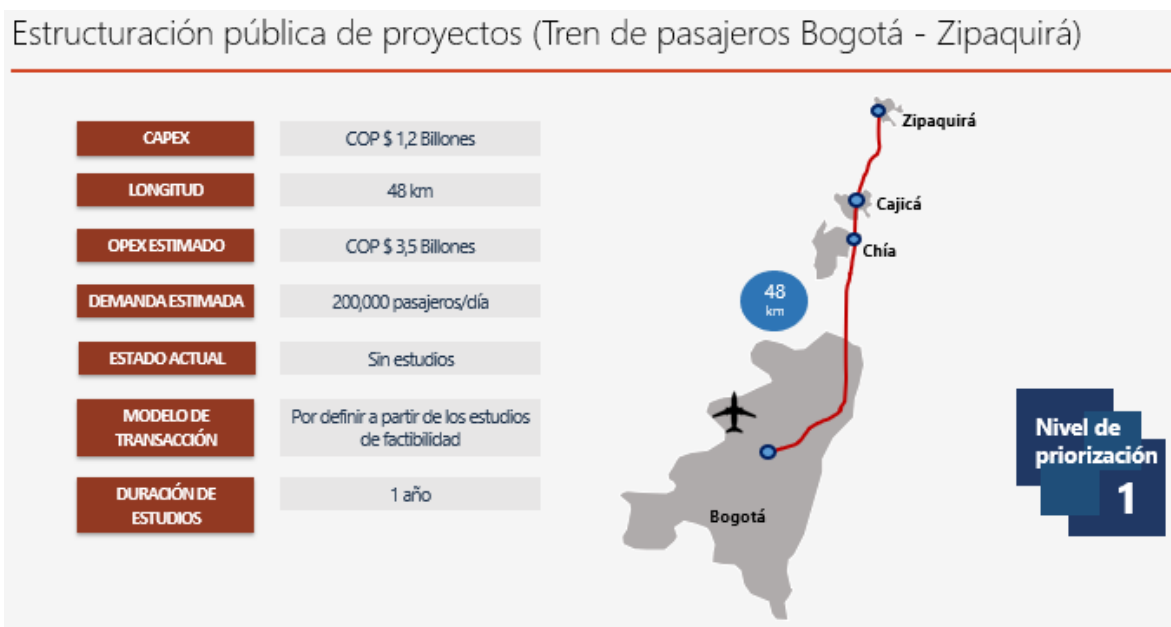 Estructuración pública de proyectos (Tren de pasajeros Bogotá - Zipaquirá)
CAPEX
COP $ 1,2 Billones
LONGITUD
48 km
OPEX ESTIMADO
COP $ 3,5 Billones
DEMANDA ESTIMADA
200,000 pasajeros/día
ESTADO ACTUAL
Sin estudios
MODELO DE
TRANSACCIÓN
Por definir a partir de los estudios
de factibilidad
DURACIÓN DE
ESTUDIOS
1 año
Zipaquirá
Cajicá
Chía
48
km
Bogotá
Nivel de
priorización
1